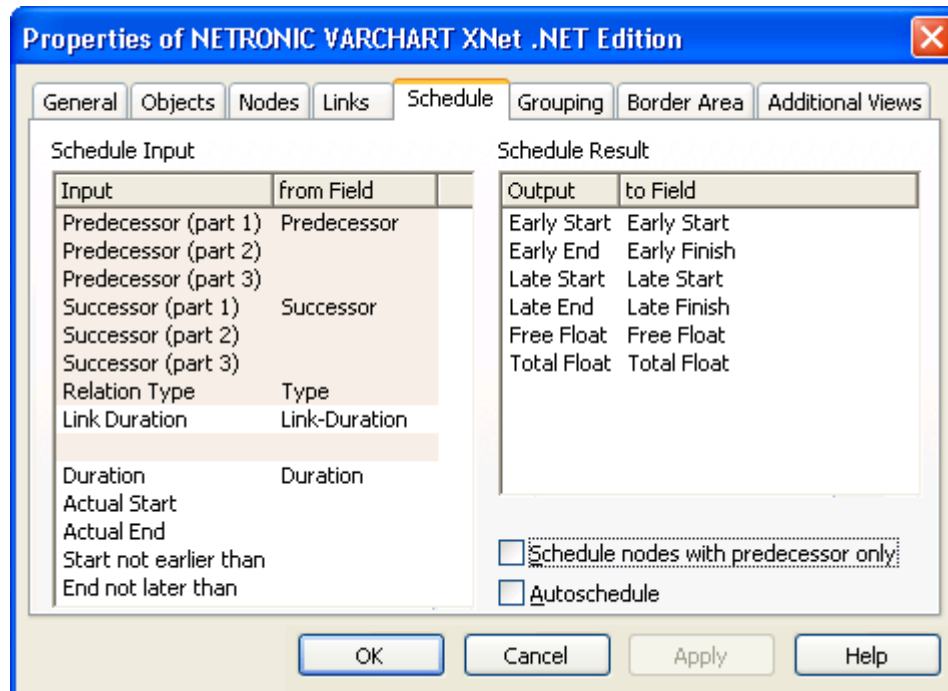 Properties of NETRONIC VARCHART XNet .NET Edition
General Objects Nodes Links Schedule Grouping Border Area Additional Views
Schedule Input
Input from Field
Predecessor (part 1) Predecessor
Predecessor (part 2)
Predecessor (part 3)
Successor (part 1) Successor
Successor (part 2)
Successor (part 3)
Relation Type Type
Link Duration Link-Duration
Duration Duration
Actual Start
Actual End
Start not earlier than
End not later than
Schedule Result
Output to Field
Early Start Early Start
Early End Early Finish
Late Start Late Start
Late End Late Finish
Free Float Free Float
Total Float Total Float
Schedule nodes with predecessor only
Autoschedule
OK Cancel Apply Help